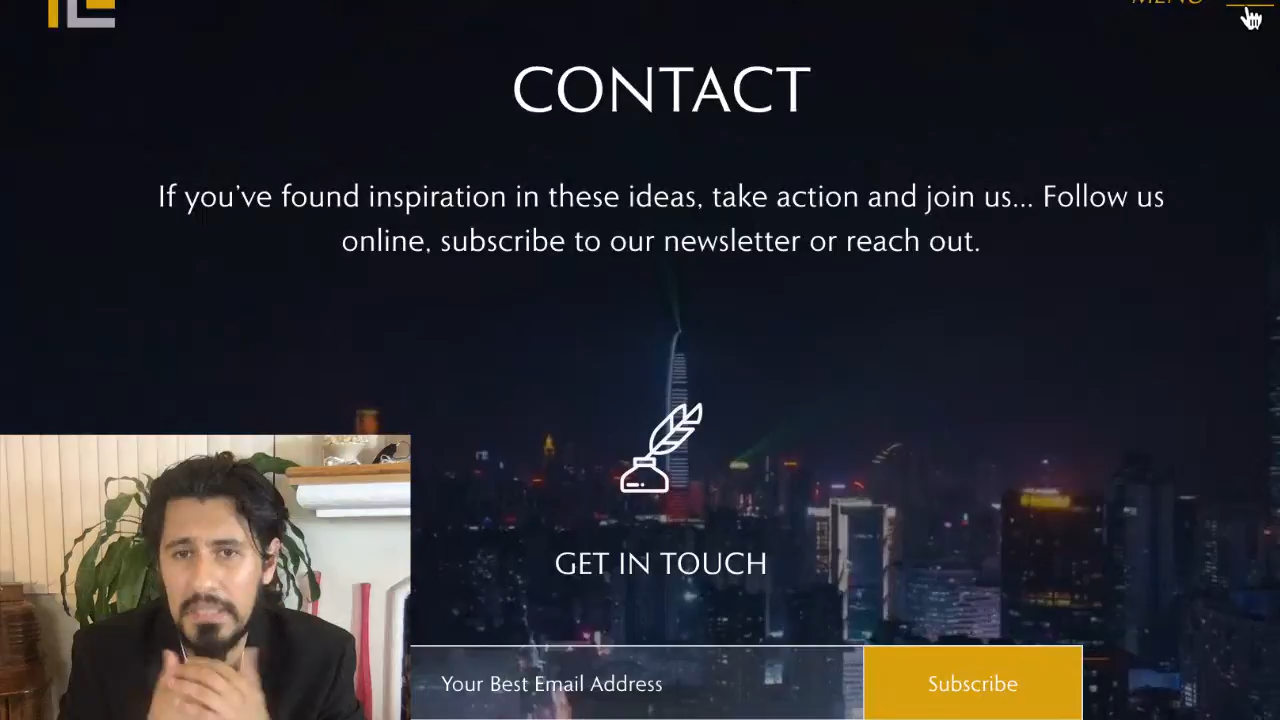 MENU
CONTACT
If you've found inspiration in these ideas, take action and join us... Follow us
online, subscribe to our newsletter or reach out.
GET IN TOUCH
Your Best Email Address
Subscribe